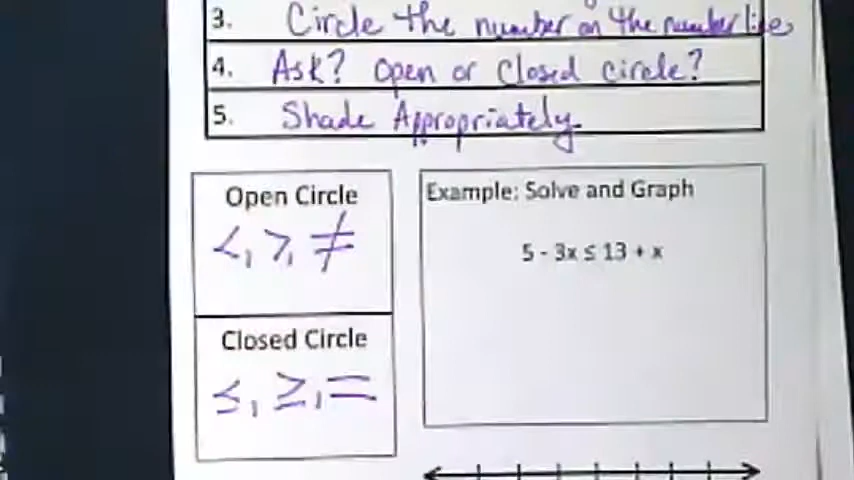 3. Circle the number on the number line
4. Ask? Open or Closed circle?
5. Shade Appropriately
Open Circle
<, >, ≠
Closed Circle
≤, ≥, =
Example: Solve and Graph
5 - 3x ≤ 13 + x